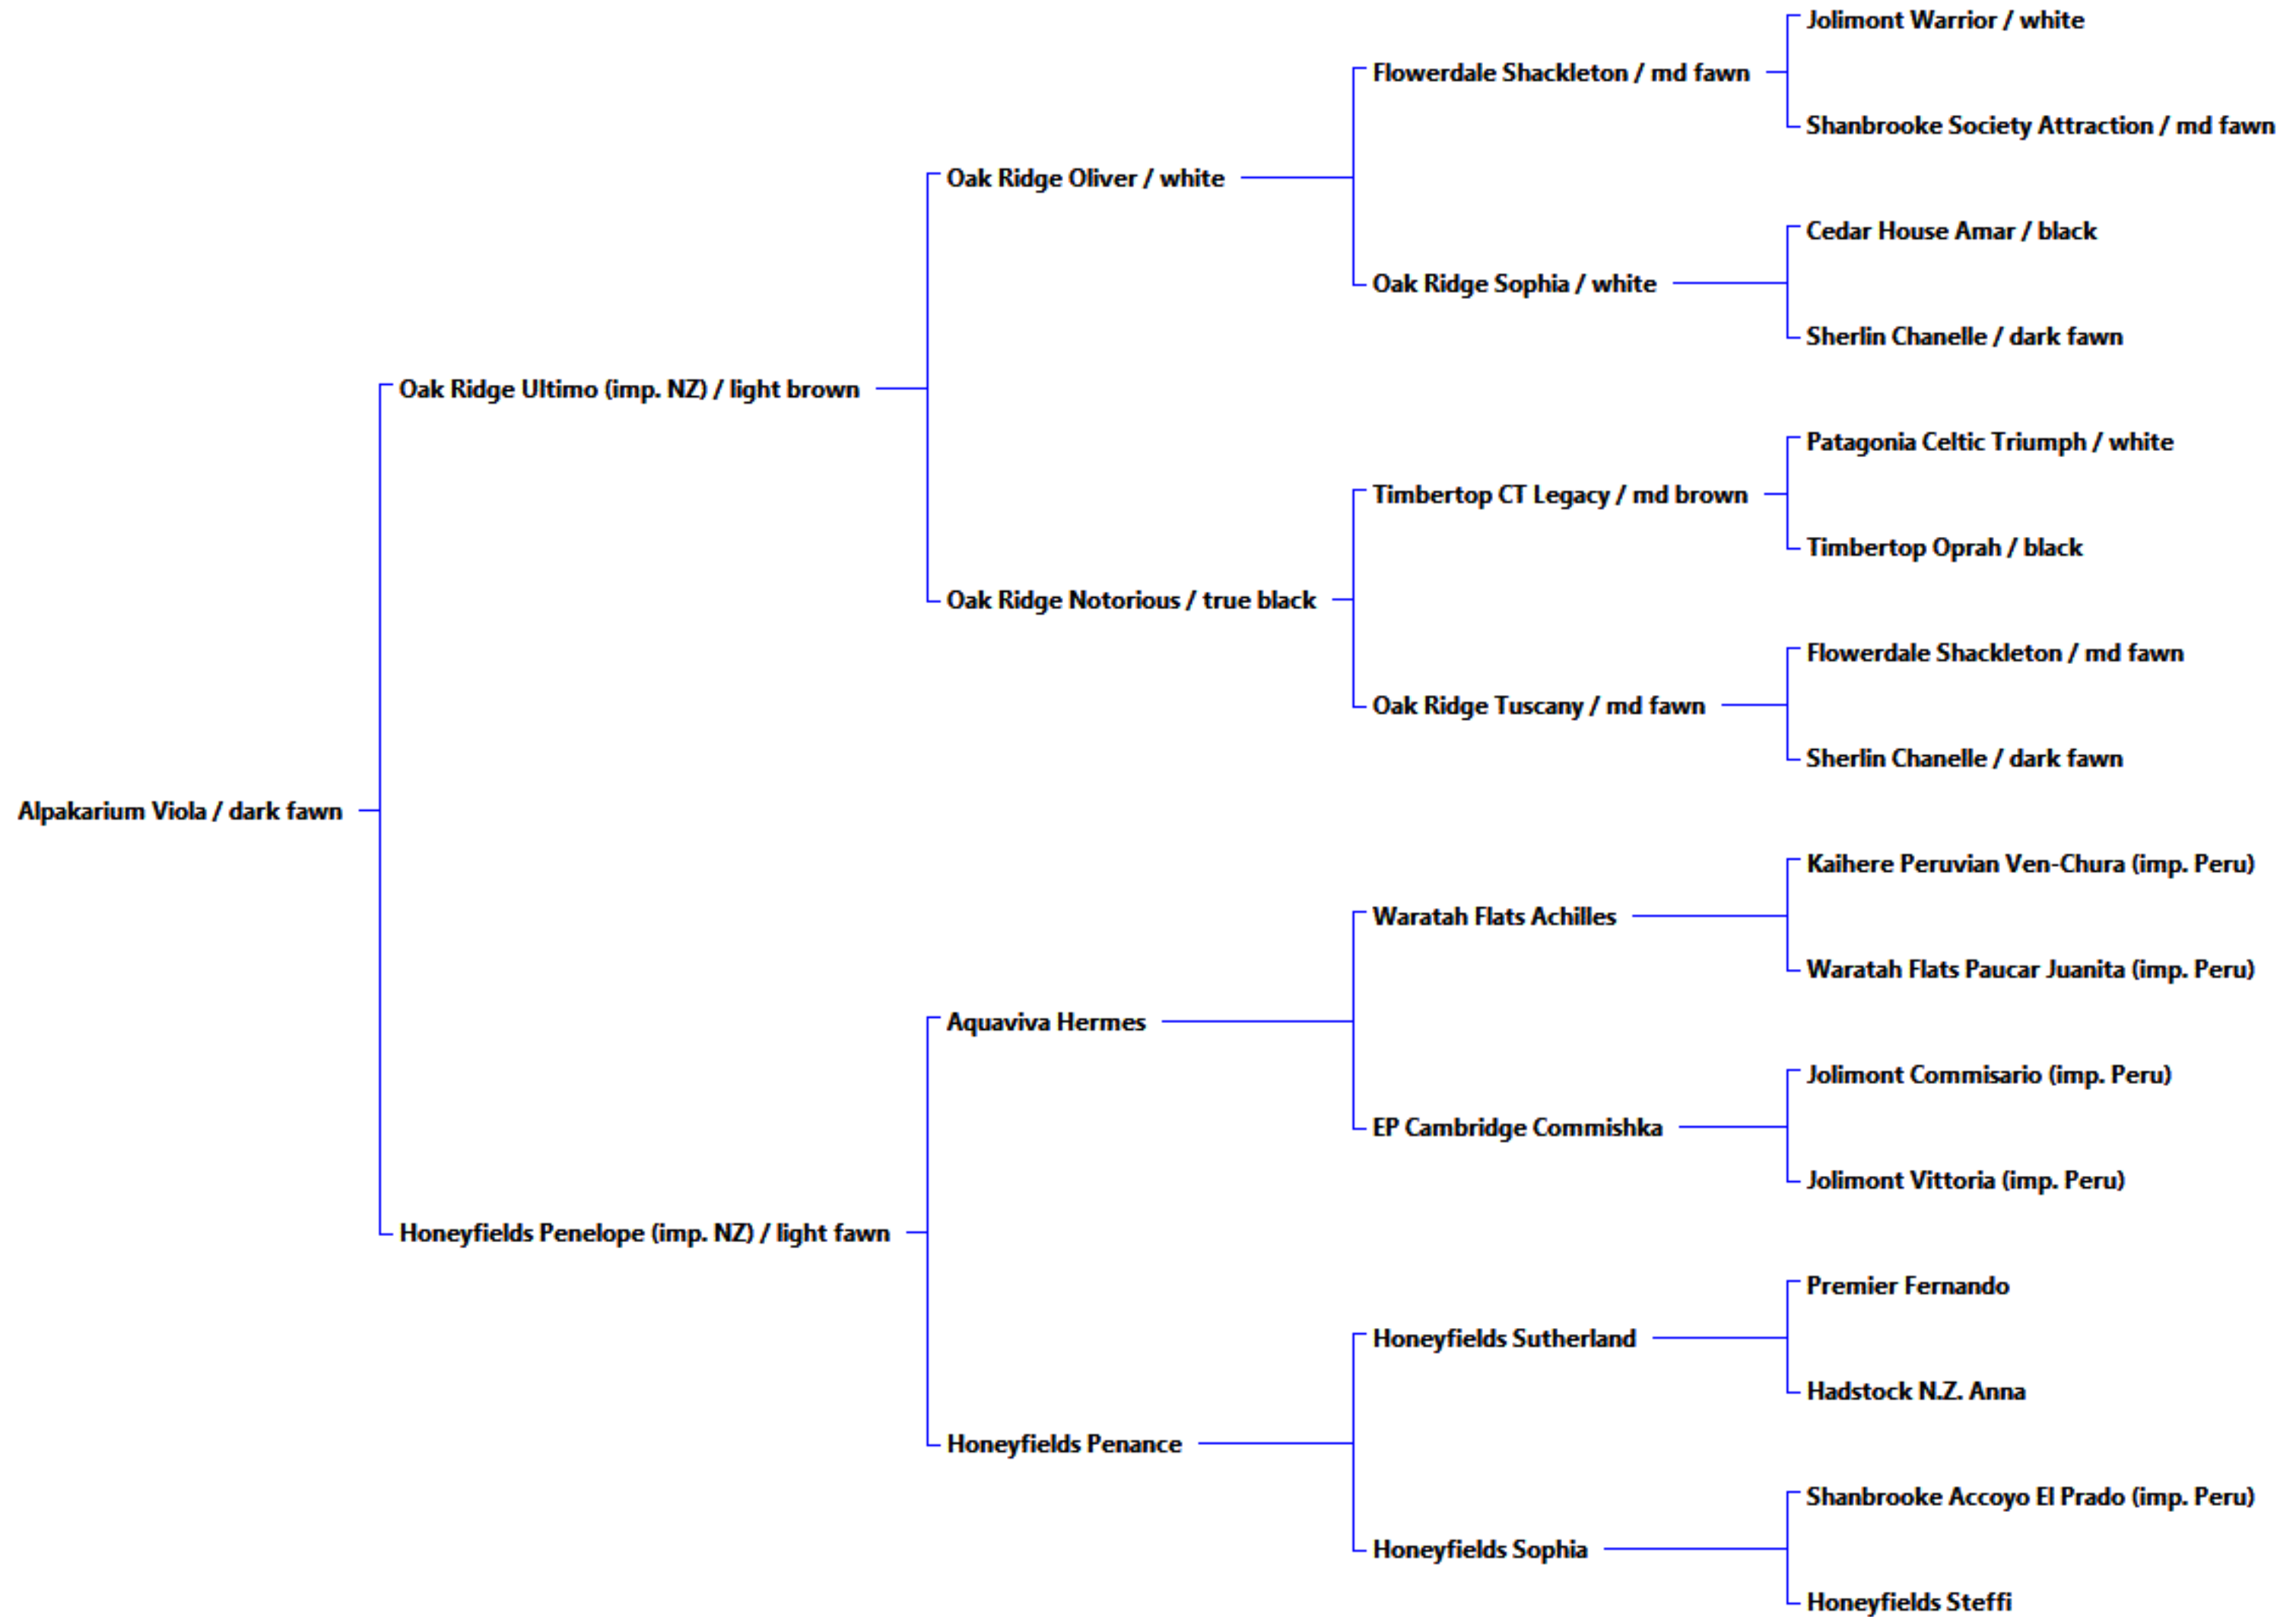 Jolimont Warrior / white
Flowerdale Shackleton / md fawn
Shanbrooke Society Attraction / md fawn
Oak Ridge Oliver / white
Cedar House Amar / black
Oak Ridge Sophia / white
Sherlin Chanelle / dark fawn
Oak Ridge Ultimo (imp. NZ) / light brown
Patagonia Celtic Triumph / white
Timbertop CT Legacy / md brown
Timbertop Oprah / black
Oak Ridge Notorious / true black
Flowerdale Shackleton / md fawn
Oak Ridge Tuscany / md fawn
Sherlin Chanelle / dark fawn
Alpakarium Viola / dark fawn
Kaihere Peruvian Ven-Chura (imp. Peru)
Waratah Flats Achilles
Waratah Flats Paucar Juanita (imp. Peru)
Aquaviva Hermes
Jolimont Commisario (imp. Peru)
EP Cambridge Commishka
Jolimont Vittoria (imp. Peru)
Honeyfields Penelope (imp. NZ) / light fawn
Premier Fernando
Honeyfields Sutherland
Hadstock N.Z. Anna
Honeyfields Penance
Shanbrooke Accoyo El Prado (imp. Peru)
Honeyfields Sophia
Honeyfields Steffi